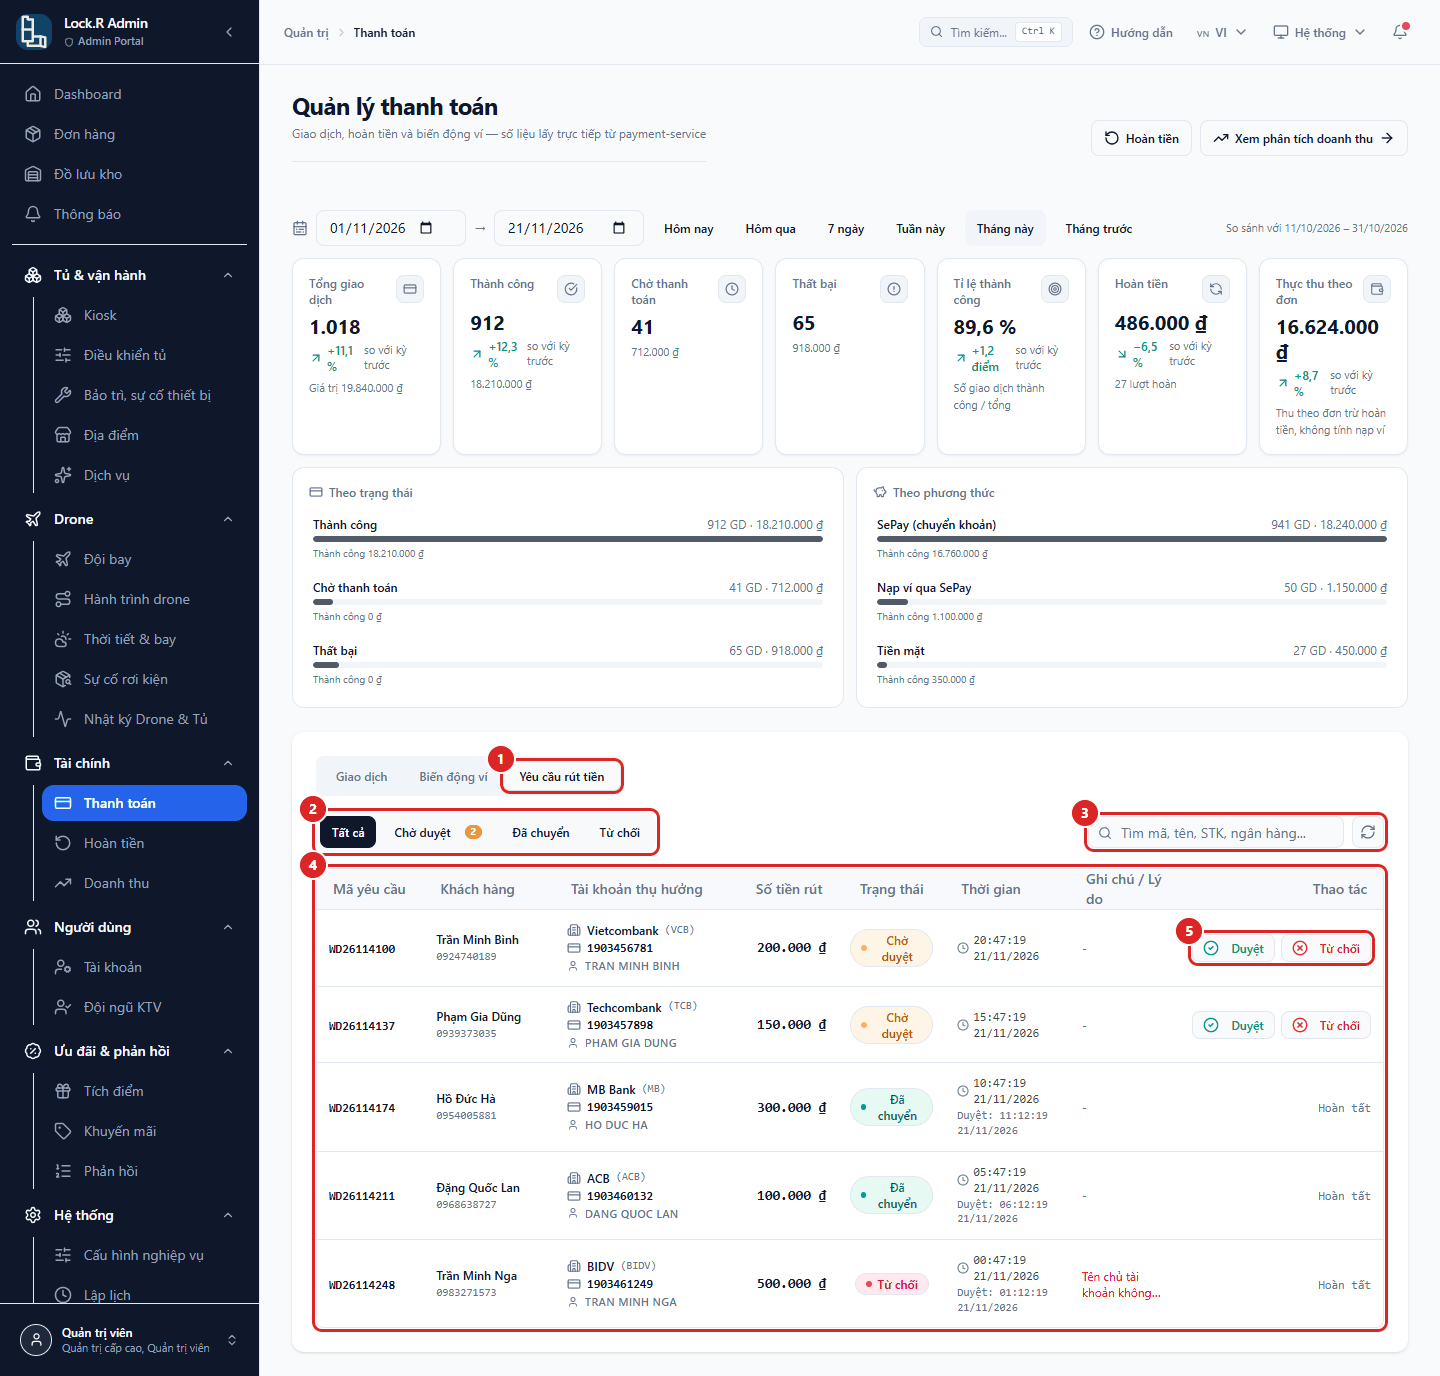 Lock.R Admin
Admin Portal
Dashboard
Đơn hàng
Đồ lưu kho
Thông báo
Tủ & vận hành
Kiosk
Điều khiển tủ
Bảo trì, sự cố thiết bị
Địa điểm
Dịch vụ
Drone
Đội bay
Hành trình drone
Thời tiết & bay
Sự cố rơi kiện
Nhật ký Drone & Tủ
Tài chính
Thanh toán
Hoàn tiền
Doanh thu
Người dùng
Tài khoản
Đội ngũ KTV
Ưu đãi & phản hồi
Tích điểm
Khuyến mãi
Phản hồi
Hệ thống
Cấu hình nghiệp vụ
Lập lịch
Quản trị viên
Quản trị cấp cao, Quản trị viên
Quản trị > Thanh toán
Tìm kiếm... Ctrl K
Hướng dẫn
VN VI
Hệ thống
Quản lý thanh toán
Giao dịch, hoàn tiền và biến động ví — số liệu lấy trực tiếp từ payment-service
Hoàn tiền
Xem phân tích doanh thu →
01/11/2026 → 21/11/2026
Hôm nay Hôm qua 7 ngày Tuần này Tháng này Tháng trước
So sánh với 11/10/2026 – 31/10/2026
Tổng giao
dịch
1.018
+11,1
%
so với kỳ
trước
Giá trị 19.840.000 ₫
Thành công
912
+12,3
%
so với kỳ
trước
18.210.000 ₫
Chờ thanh
toán
41
712.000 ₫
Thất bại
65
918.000 ₫
Tỉ lệ thành
công
89,6 %
+1,2
điểm
so với kỳ
trước
Số giao dịch thành
công / tổng
Hoàn tiền
486.000 ₫
−6,5
%
so với kỳ
trước
27 lượt hoàn
Thực thu theo
đơn
16.624.000
₫
+8,7
%
so với kỳ
trước
Thu theo đơn trừ hoàn
tiền, không tính nạp ví
Theo trạng thái
Thành công 912 GD · 18.210.000 ₫
Thành công 18.210.000 ₫
Chờ thanh toán 41 GD · 712.000 ₫
Thành công 0 ₫
Thất bại 65 GD · 918.000 ₫
Thành công 0 ₫
Theo phương thức
SePay (chuyển khoản) 941 GD · 18.240.000 ₫
Thành công 16.760.000 ₫
Nạp ví qua SePay 50 GD · 1.150.000 ₫
Thành công 1.100.000 ₫
Tiền mặt 27 GD · 450.000 ₫
Thành công 350.000 ₫
1
Giao dịch Biến động ví Yêu cầu rút tiền
2
Tất cả Chờ duyệt 2 Đã chuyển Từ chối
3
Tìm mã, tên, STK, ngân hàng...
4
Mã yêu cầu Khách hàng Tài khoản thụ hưởng Số tiền rút Trạng thái Thời gian Ghi chú / Lý do Thao tác
5
WD26114100
Trần Minh Bình
0924740189
Vietcombank (VCB)
1903456781
TRAN MINH BINH
200.000 ₫
Chờ
duyệt
20:47:19
21/11/2026
-
Duyệt Từ chối
WD26114137
Phạm Gia Dũng
0939373035
Techcombank (TCB)
1903457898
PHAM GIA DUNG
150.000 ₫
Chờ
duyệt
15:47:19
21/11/2026
-
Duyệt Từ chối
WD26114174
Hồ Đức Hà
0954005881
MB Bank (MB)
1903459015
HO DUC HA
300.000 ₫
Đã
chuyển
10:47:19
21/11/2026
Duyệt: 11:12:19
21/11/2026
-
Hoàn tất
WD26114211
Đặng Quốc Lan
0968638727
ACB (ACB)
1903460132
DANG QUOC LAN
100.000 ₫
Đã
chuyển
05:47:19
21/11/2026
Duyệt: 06:12:19
21/11/2026
-
Hoàn tất
WD26114248
Trần Minh Nga
0983271573
BIDV (BIDV)
1903461249
TRAN MINH NGA
500.000 ₫
Từ chối
00:47:19
21/11/2026
Duyệt: 01:12:19
21/11/2026
Tên chủ tài
khoản không...
Hoàn tất